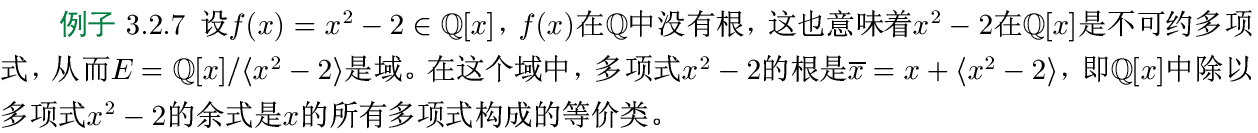 例子 3.2.7 设f(x) = x² − 2 ∈ ℚ[x]，f(x)在ℚ中没有根，这也意味着x² − 2在ℚ[x]是不可约多项
式，从而E = ℚ[x]/⟨x² − 2⟩是域。在这个域中，多项式x² − 2的根是x̅ = x + ⟨x² − 2⟩，即ℚ[x]中除以
多项式x² − 2的余式是x的所有多项式构成的等价类。